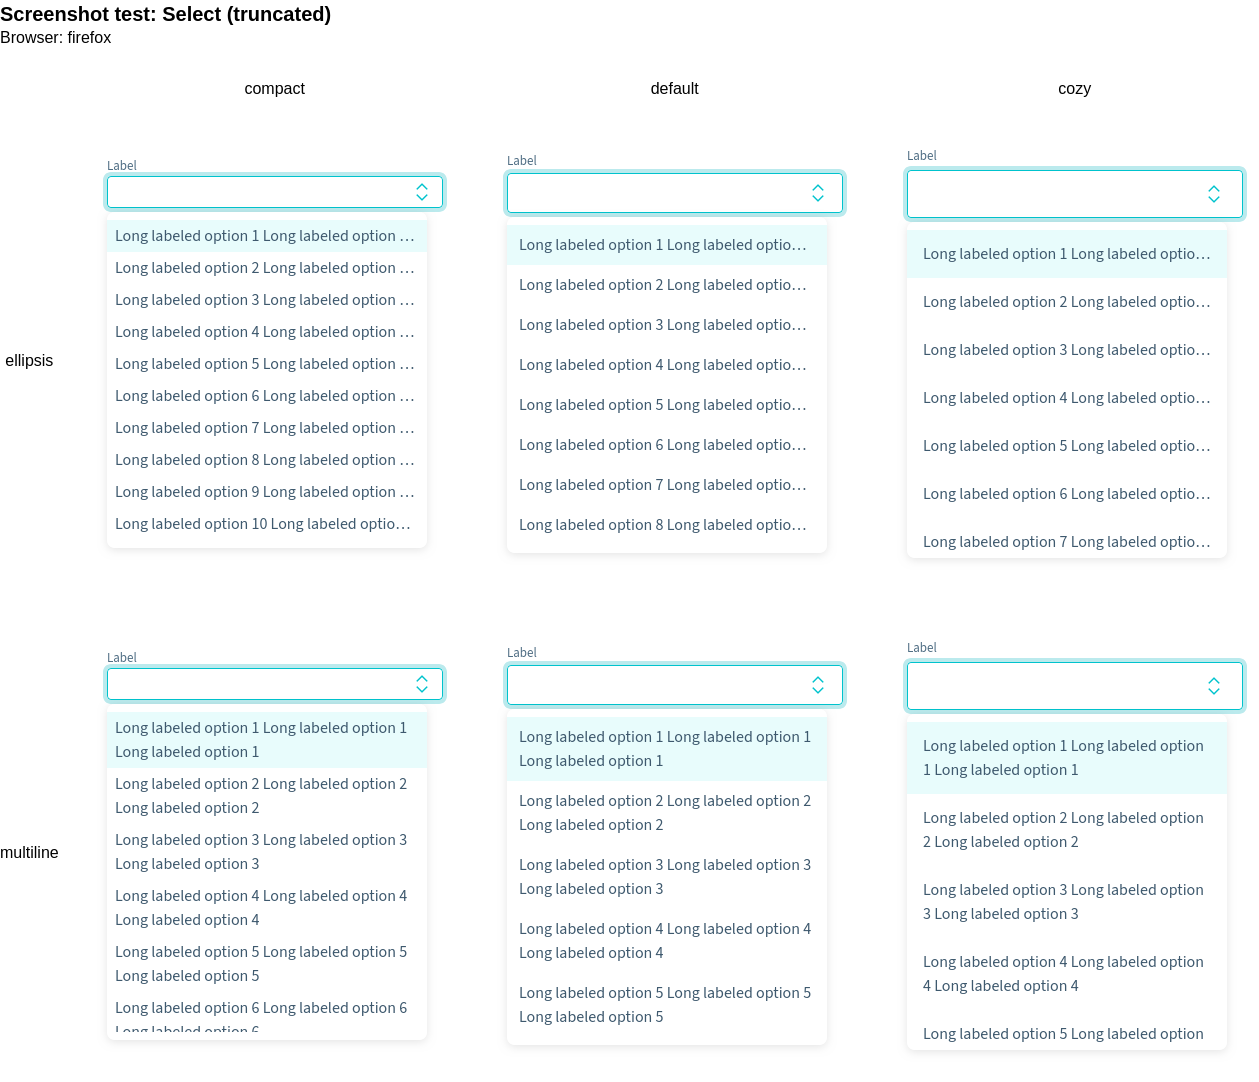 Screenshot test: Select (truncated)
Browser: firefox
compact
default
cozy
ellipsis
Label
Long labeled option 1 Long labeled option …
Long labeled option 2 Long labeled option …
Long labeled option 3 Long labeled option …
Long labeled option 4 Long labeled option …
Long labeled option 5 Long labeled option …
Long labeled option 6 Long labeled option …
Long labeled option 7 Long labeled option …
Long labeled option 8 Long labeled option …
Long labeled option 9 Long labeled option …
Long labeled option 10 Long labeled optio…
Label
Long labeled option 1 Long labeled optio…
Long labeled option 2 Long labeled optio…
Long labeled option 3 Long labeled optio…
Long labeled option 4 Long labeled optio…
Long labeled option 5 Long labeled optio…
Long labeled option 6 Long labeled optio…
Long labeled option 7 Long labeled optio…
Long labeled option 8 Long labeled optio…
Label
Long labeled option 1 Long labeled optio…
Long labeled option 2 Long labeled optio…
Long labeled option 3 Long labeled optio…
Long labeled option 4 Long labeled optio…
Long labeled option 5 Long labeled optio…
Long labeled option 6 Long labeled optio…
Long labeled option 7 Long labeled optio…
multiline
Label
Long labeled option 1 Long labeled option 1
Long labeled option 1
Long labeled option 2 Long labeled option 2
Long labeled option 2
Long labeled option 3 Long labeled option 3
Long labeled option 3
Long labeled option 4 Long labeled option 4
Long labeled option 4
Long labeled option 5 Long labeled option 5
Long labeled option 5
Long labeled option 6 Long labeled option 6
Long labeled option 6
Label
Long labeled option 1 Long labeled option 1
Long labeled option 1
Long labeled option 2 Long labeled option 2
Long labeled option 2
Long labeled option 3 Long labeled option 3
Long labeled option 3
Long labeled option 4 Long labeled option 4
Long labeled option 4
Long labeled option 5 Long labeled option 5
Long labeled option 5
Label
Long labeled option 1 Long labeled option
1 Long labeled option 1
Long labeled option 2 Long labeled option
2 Long labeled option 2
Long labeled option 3 Long labeled option
3 Long labeled option 3
Long labeled option 4 Long labeled option
4 Long labeled option 4
Long labeled option 5 Long labeled option